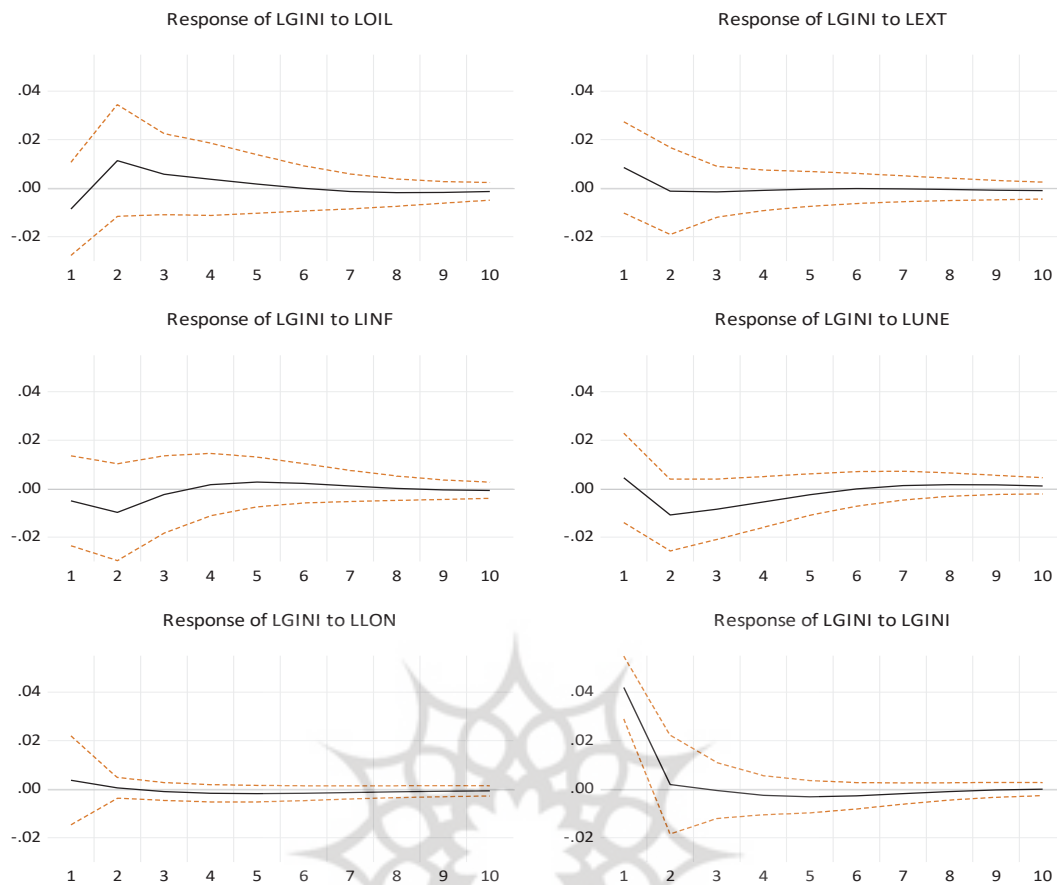 Response of LGINI to LOIL
.04
.02
.00
-.02
1 2 3 4 5 6 7 8 9 10
Response of LGINI to LEXT
.04
.02
.00
-.02
1 2 3 4 5 6 7 8 9 10
Response of LGINI to LINF
.04
.02
.00
-.02
1 2 3 4 5 6 7 8 9 10
Response of LGINI to LUNE
.04
.02
.00
-.02
1 2 3 4 5 6 7 8 9 10
Response of LGINI to LLON
.04
.02
.00
-.02
1 2 3 4 5 6 7 8 9 10
Response of LGINI to LGINI
.04
.02
.00
-.02
1 2 3 4 5 6 7 8 9 10